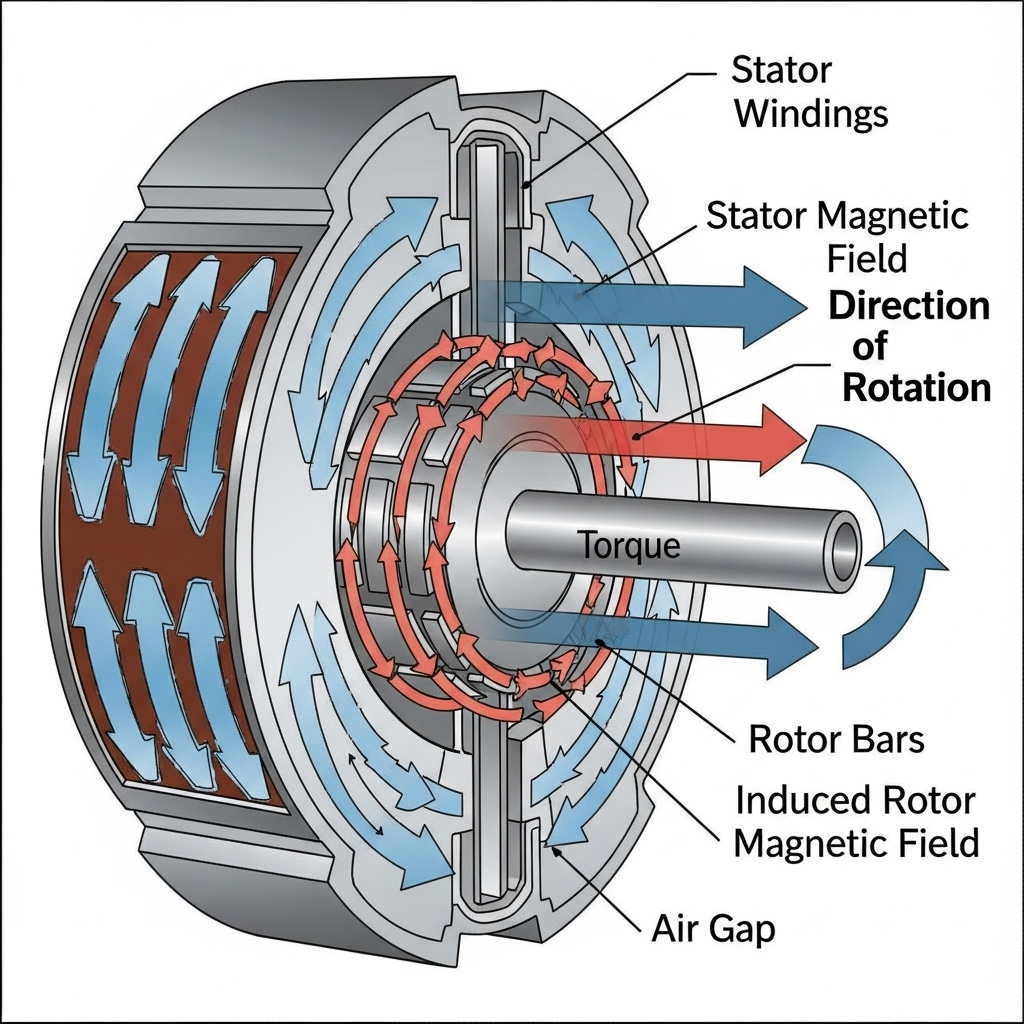 Stator
Windings
Stator Magnetic
Field
Direction
of
Rotation
Torque
Rotor Bars
Induced Rotor
Magnetic Field
Air Gap